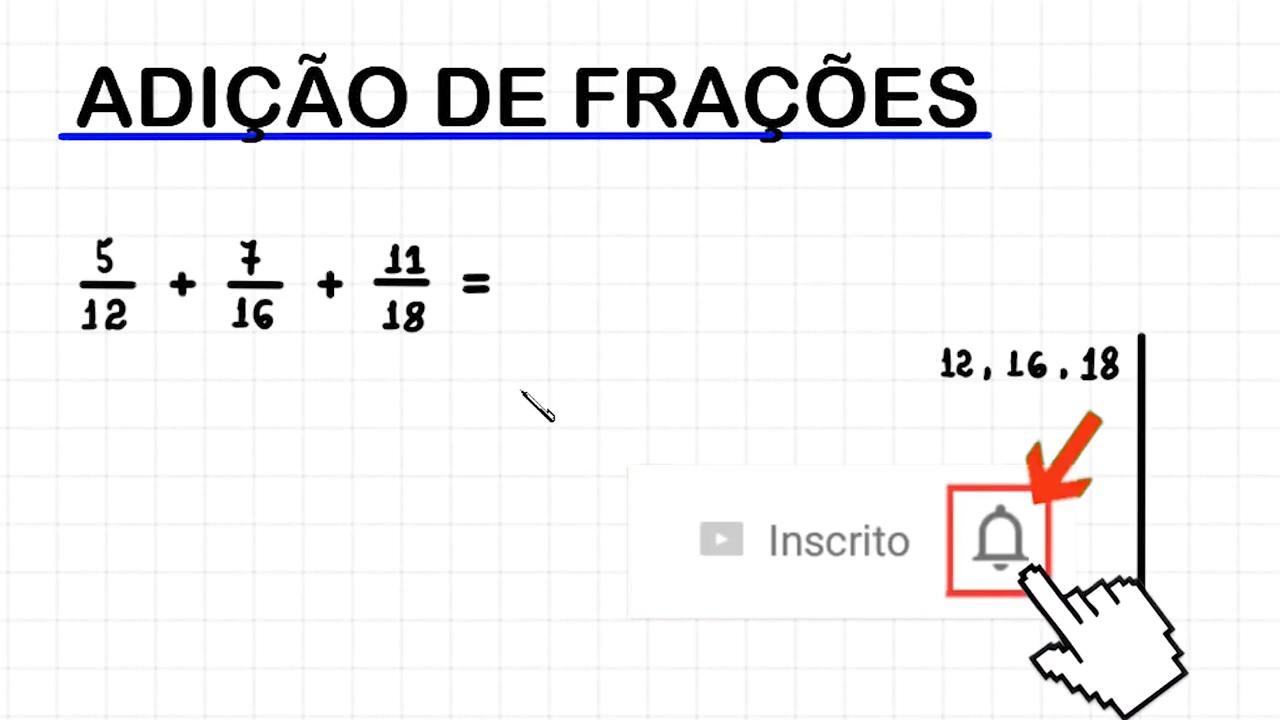 ADIÇÃO DE FRAÇÕES
5/12 + 7/16 + 11/18 =
12, 16, 18
Inscrito